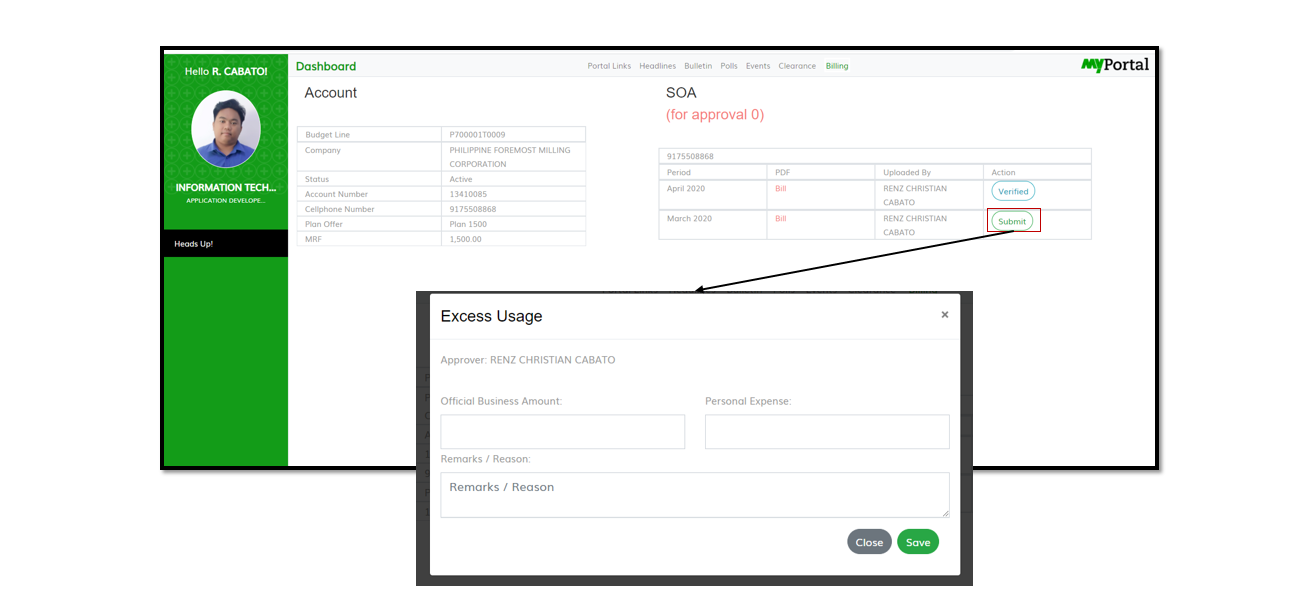 Hello R. CABATO!
INFORMATION TECH...
APPLICATION DEVELOPE...
Heads Up!
Dashboard
Portal Links Headlines Bulletin Polls Events Clearance Billing
MyPortal
Account
Budget Line P700001T0009
Company PHILIPPINE FOREMOST MILLING
CORPORATION
Status Active
Account Number 13410085
Cellphone Number 9175508868
Plan Offer Plan 1500
MRF 1,500.00
SOA
(for approval 0)
9175508868
Period PDF Uploaded By Action
April 2020 Bill RENZ CHRISTIAN
CABATO Verified
March 2020 Bill RENZ CHRISTIAN
CABATO Submit
Excess Usage ×
Approver: RENZ CHRISTIAN CABATO
Official Business Amount: Personal Expense:
Remarks / Reason:
Remarks / Reason
Close Save